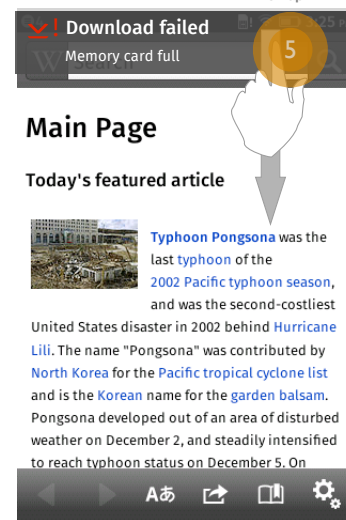 Download failed
Memory card full
5
:25 P
W Search
Main Page
Today's featured article
Typhoon Pongsona was the
last typhoon of the
2002 Pacific typhoon season,
and was the second-costliest
United States disaster in 2002 behind Hurricane
Lili. The name "Pongsona" was contributed by
North Korea for the Pacific tropical cyclone list
and is the Korean name for the garden balsam.
Pongsona developed out of an area of disturbed
weather on December 2, and steadily intensified
to reach typhoon status on December 5. On
Aあ